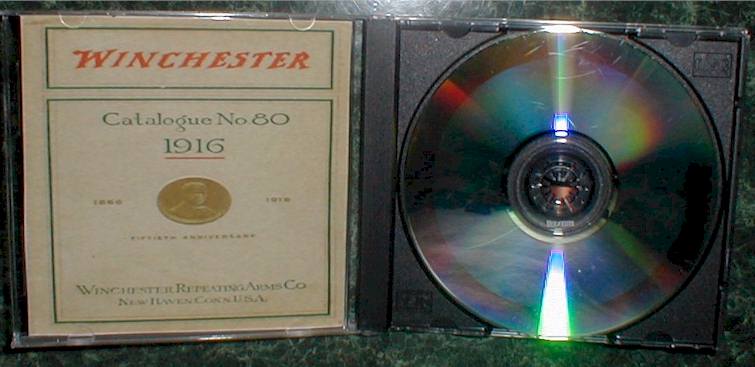 WINCHESTER
Catalogue No. 80
1916
1866 1916
FIFTIETH ANNIVERSARY
WINCHESTER REPEATING ARMS CO
NEW HAVEN. CONN. U.S.A.